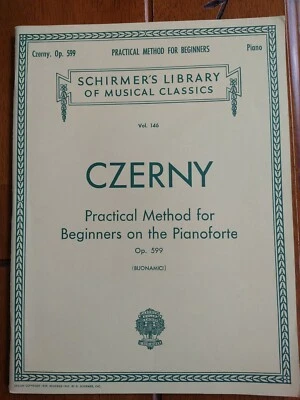 Czerny, Op. 599 PRACTICAL METHOD FOR BEGINNERS Piano
SCHIRMER'S LIBRARY
OF MUSICAL CLASSICS
Vol. 146
CZERNY
Practical Method for
Beginners on the Pianoforte
Op. 599
(BUONAMICI)